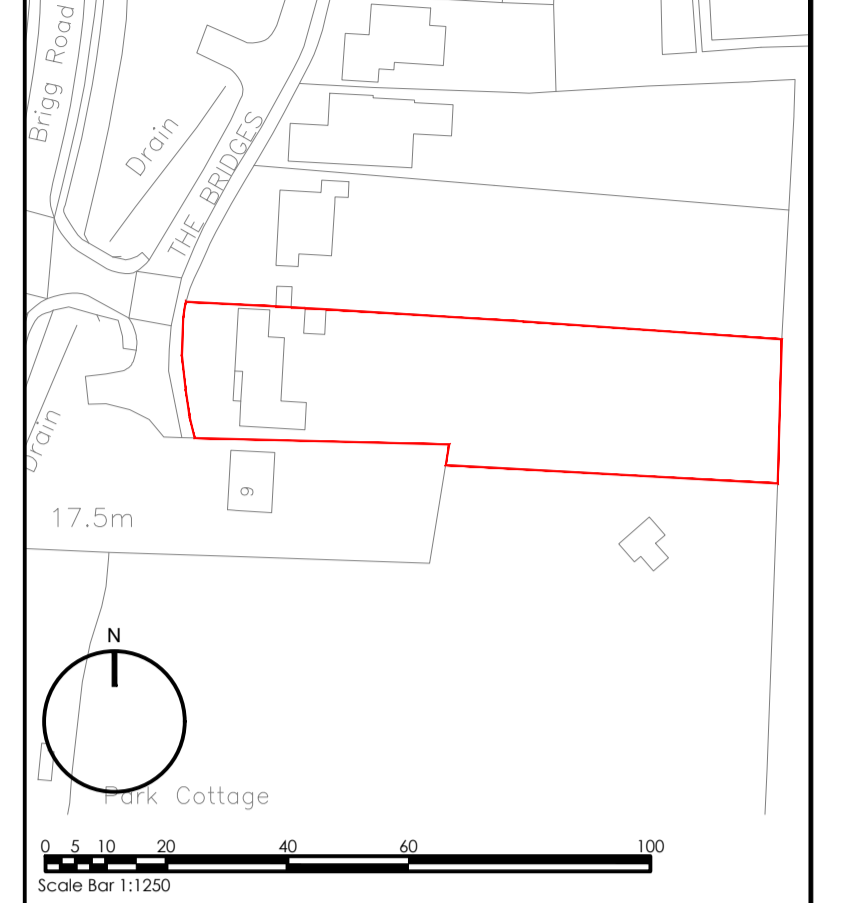 Brigg Road
Drain
THE BRIDGES
Drain
9
17.5m
N
Park Cottage
0 5 10 20 40 60 100
Scale Bar 1:1250